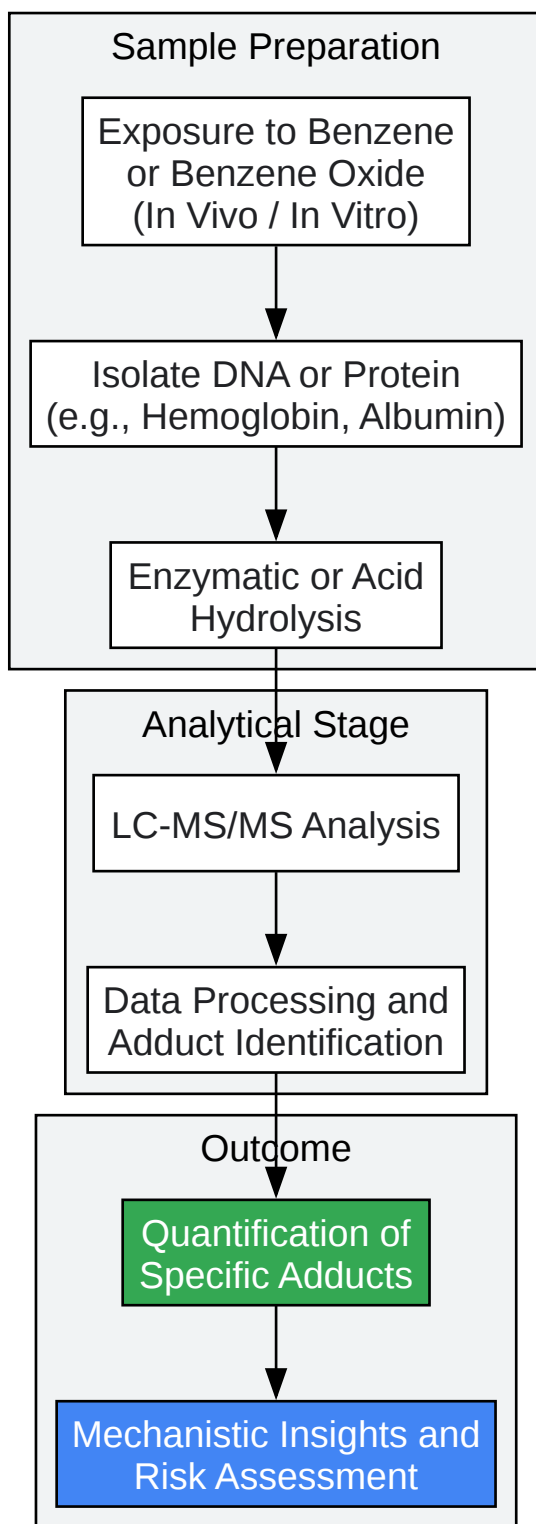 Sample Preparation
Exposure to Benzene
or Benzene Oxide
(In Vivo / In Vitro)
Isolate DNA or Protein
(e.g., Hemoglobin, Albumin)
Enzymatic or Acid
Hydrolysis
Analytical Stage
LC-MS/MS Analysis
Data Processing and
Adduct Identification
Outcome
Quantification of
Specific Adducts
Mechanistic Insights and
Risk Assessment